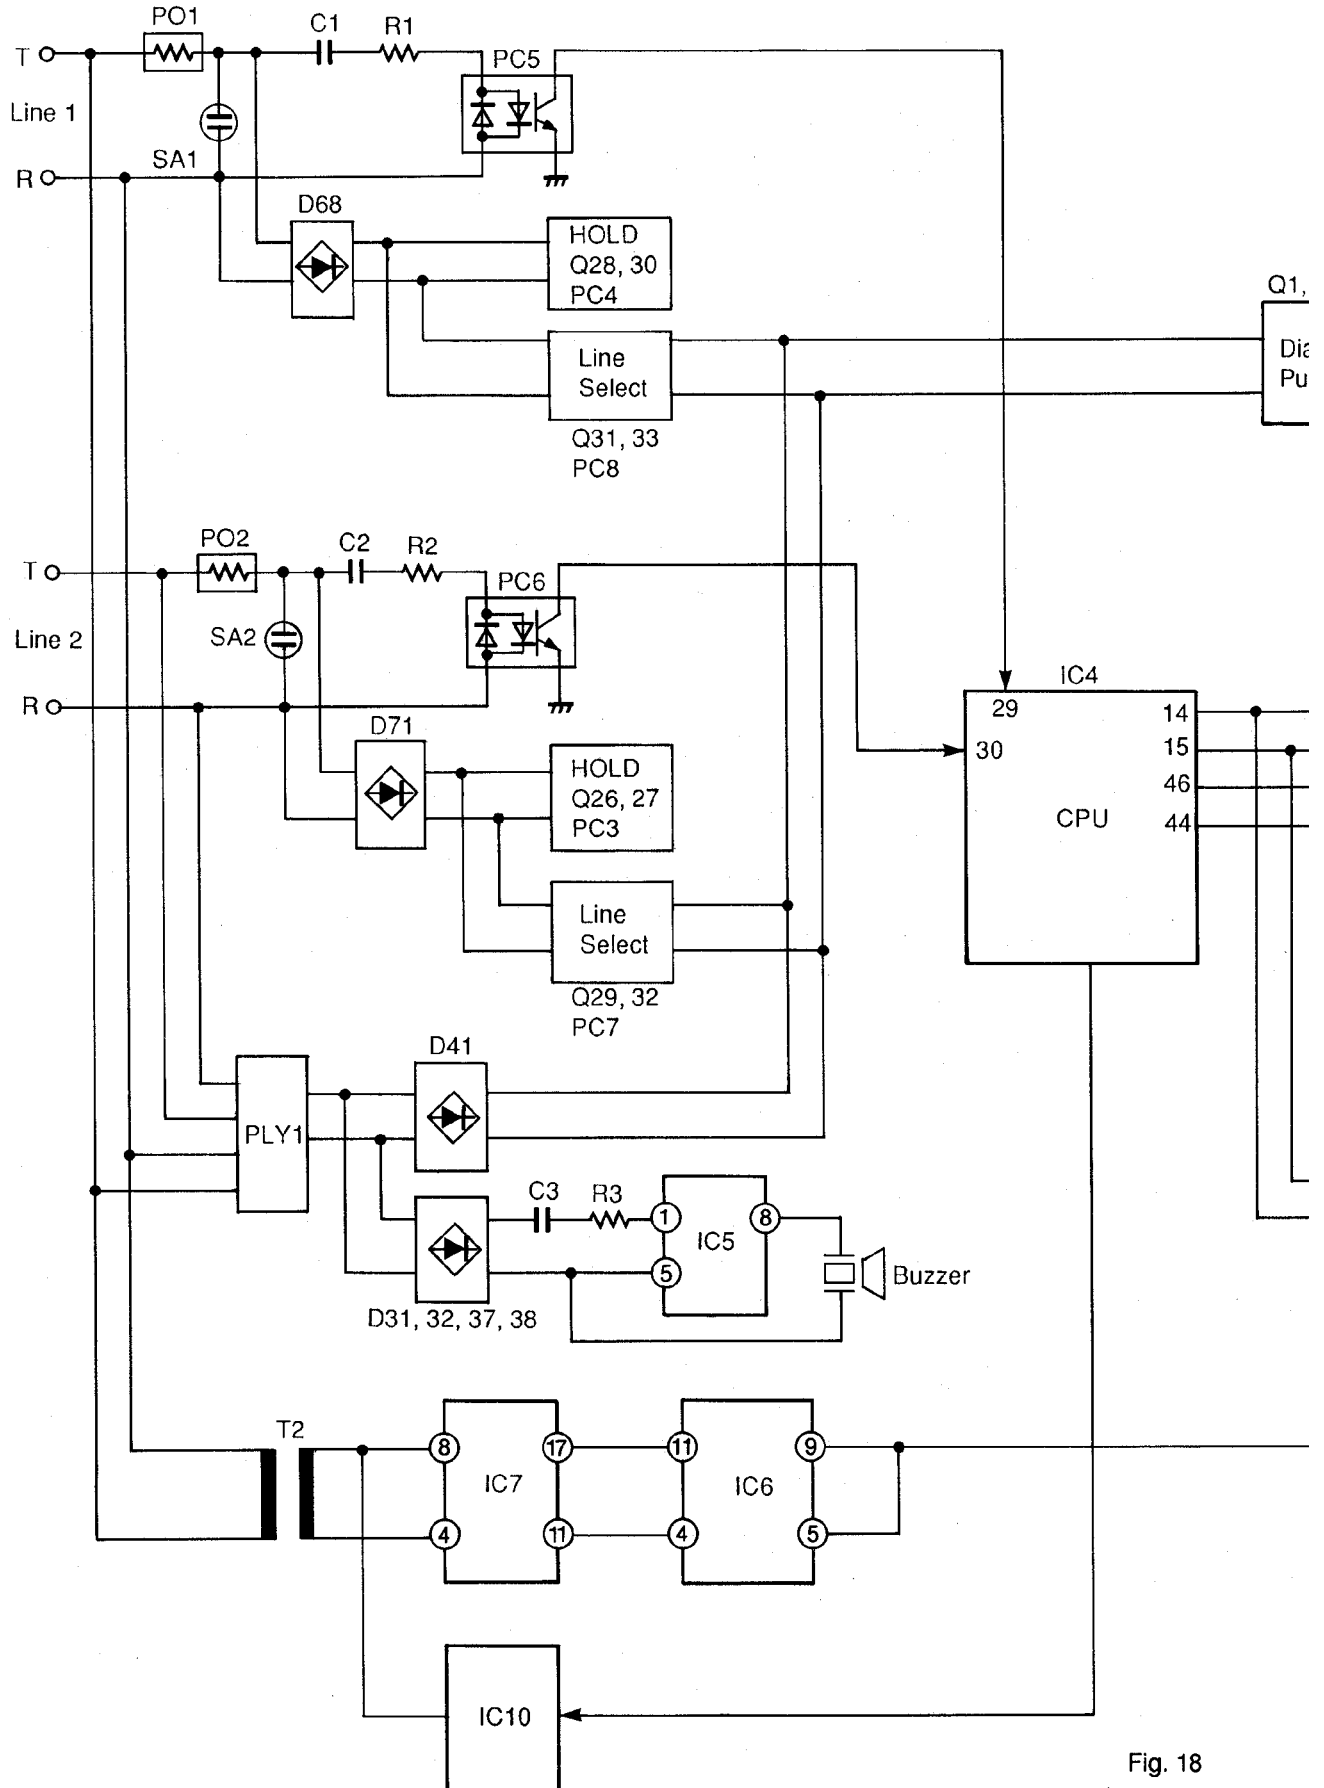 PO1
C1
R1
T
PC5
Line 1
SA1
R
D68
HOLD
Q28, 30
PC4
Q1,
Line
Select
Q31, 33
PC8
PO2
C2
R2
T
PC6
Line 2
SA2
R
D71
HOLD
Q26, 27
PC3
IC4
29
14
30
15
46
CPU
44
Line
Select
Q29, 32
PC7
D41
PLY1
C3
R3
1
8
IC5
5
Buzzer
D31, 32, 37, 38
T2
8
17
11
9
IC7
IC6
4
11
4
5
IC10
Fig. 18